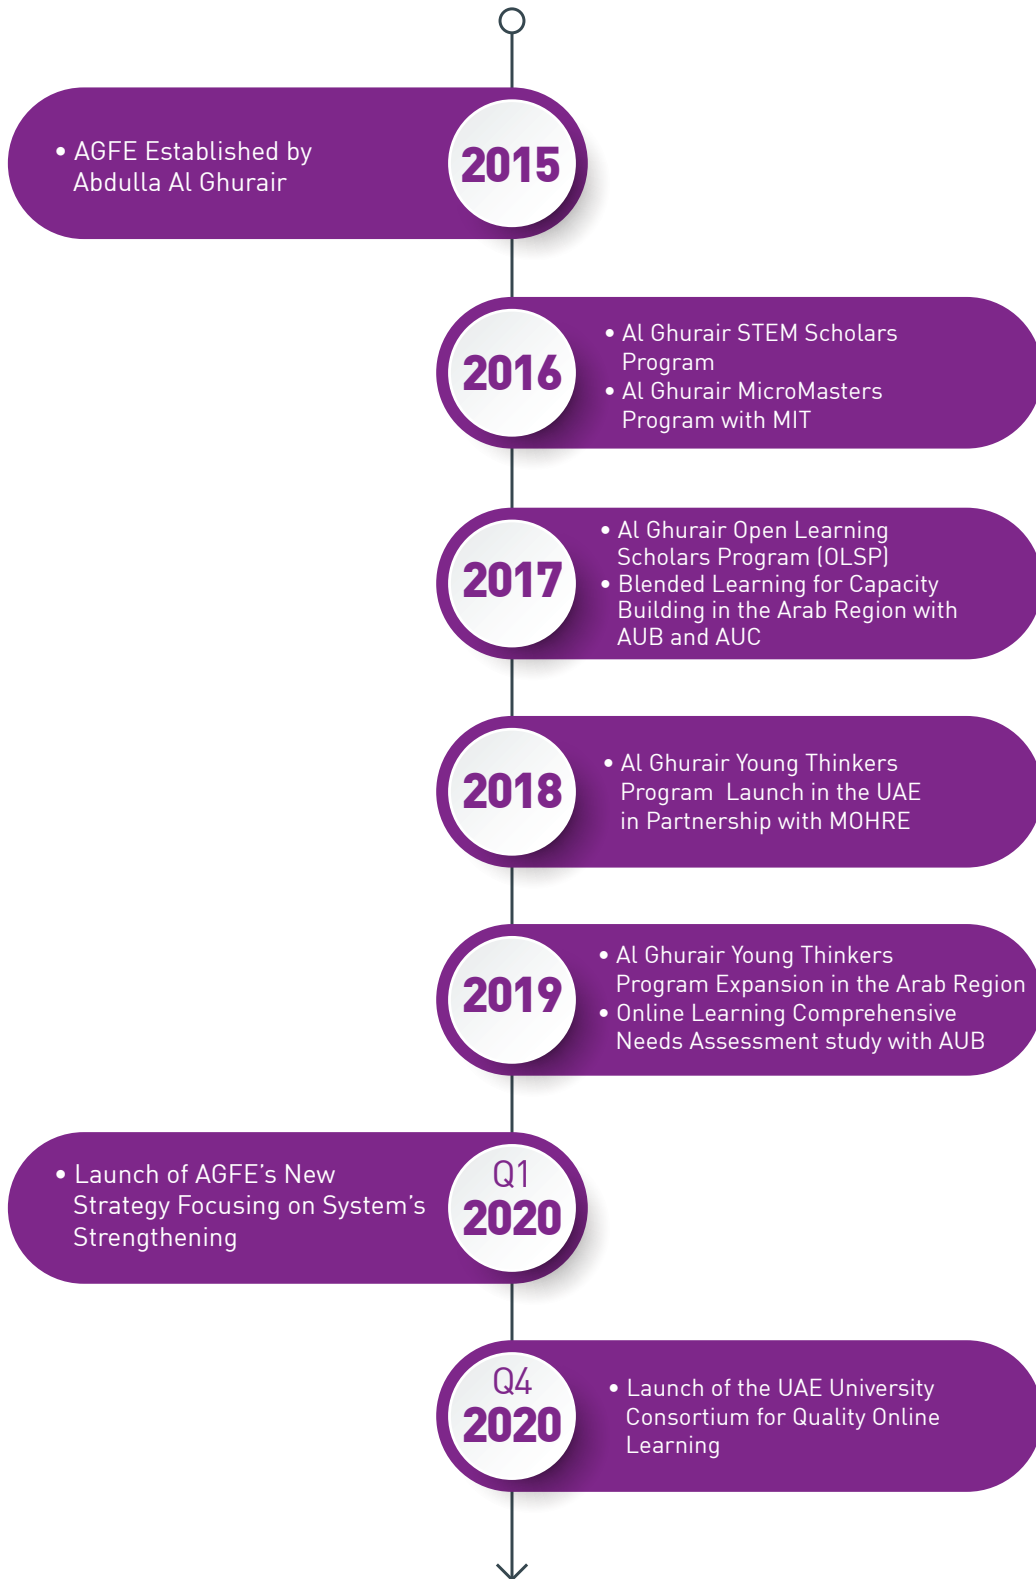 • AGFE Established by
Abdulla Al Ghurair
2015
2016
• Al Ghurair STEM Scholars
Program
• Al Ghurair MicroMasters
Program with MIT
2017
• Al Ghurair Open Learning
Scholars Program (OLSP)
• Blended Learning for Capacity
Building in the Arab Region with
AUB and AUC
2018
• Al Ghurair Young Thinkers
Program Launch in the UAE
in Partnership with MOHRE
2019
• Al Ghurair Young Thinkers
Program Expansion in the Arab Region
• Online Learning Comprehensive
Needs Assessment study with AUB
• Launch of AGFE’s New
Strategy Focusing on System’s
Strengthening
Q1
2020
Q4
2020
• Launch of the UAE University
Consortium for Quality Online
Learning